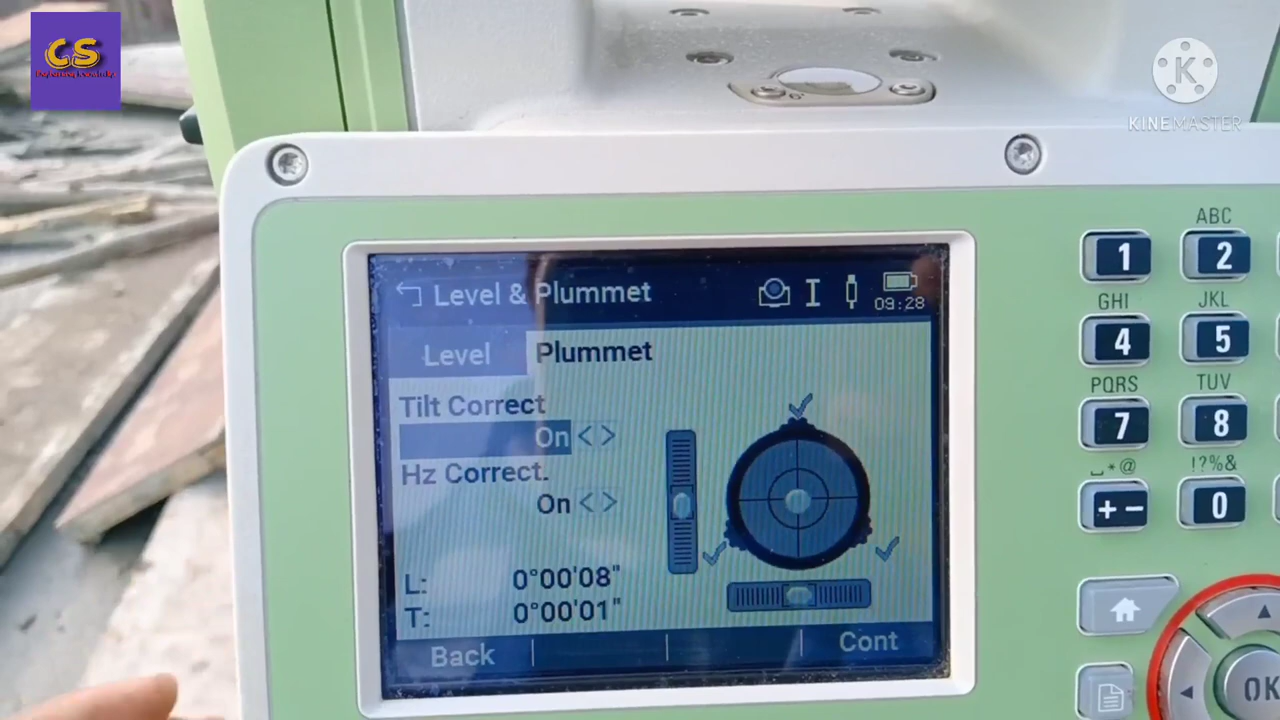 CS
KINEMASTER
Level & Plummet
09:28
Level
Plummet
Tilt Correct
On
Hz Correct.
On
L: 0°00'08"
T: 0°00'01"
Back
Cont
1
ABC
2
GHI
4
JKL
5
PQRS
7
TUV
8
␣*@
+-
!?%&
0
OK